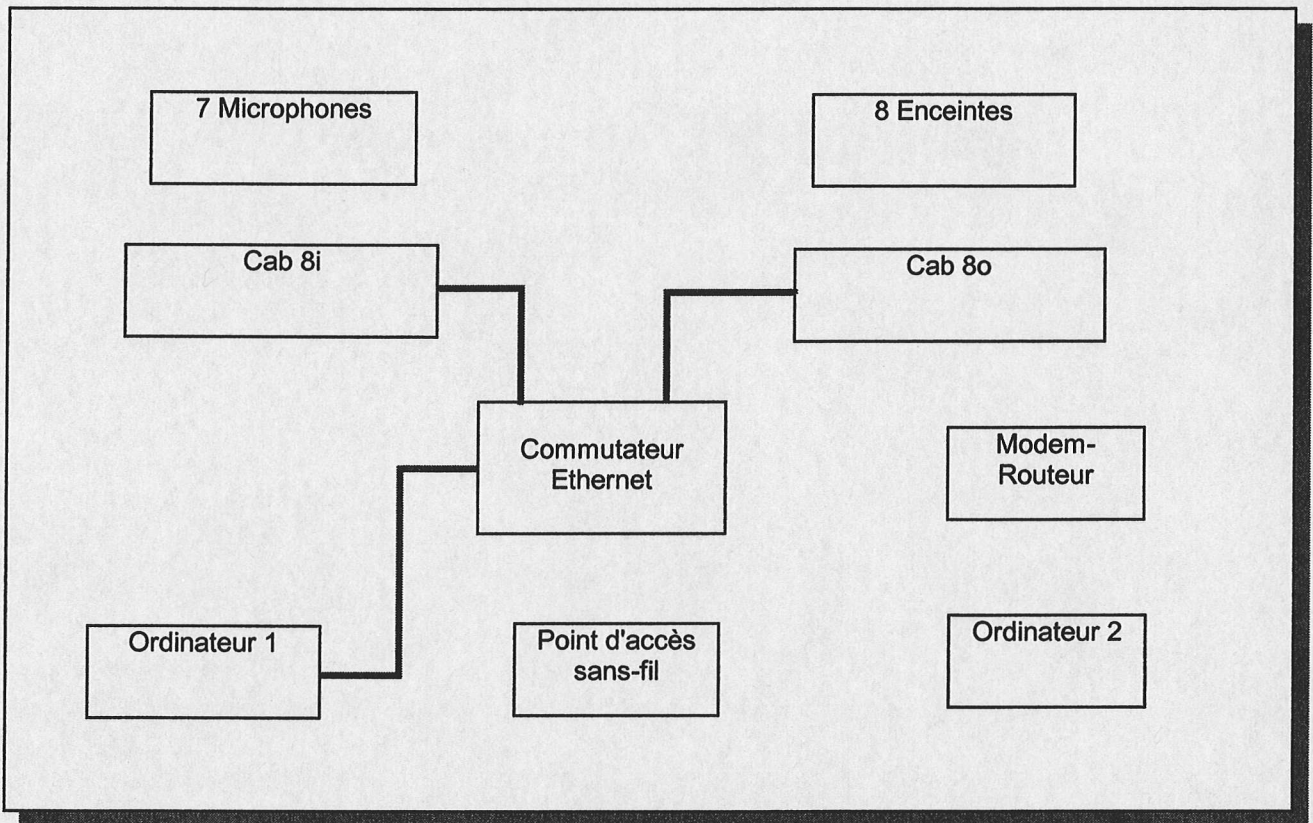 7 Microphones
8 Enceintes
Cab 8i
Cab 8o
Commutateur
Ethernet
Modem-
Routeur
Ordinateur 1
Point d'accès
sans-fil
Ordinateur 2